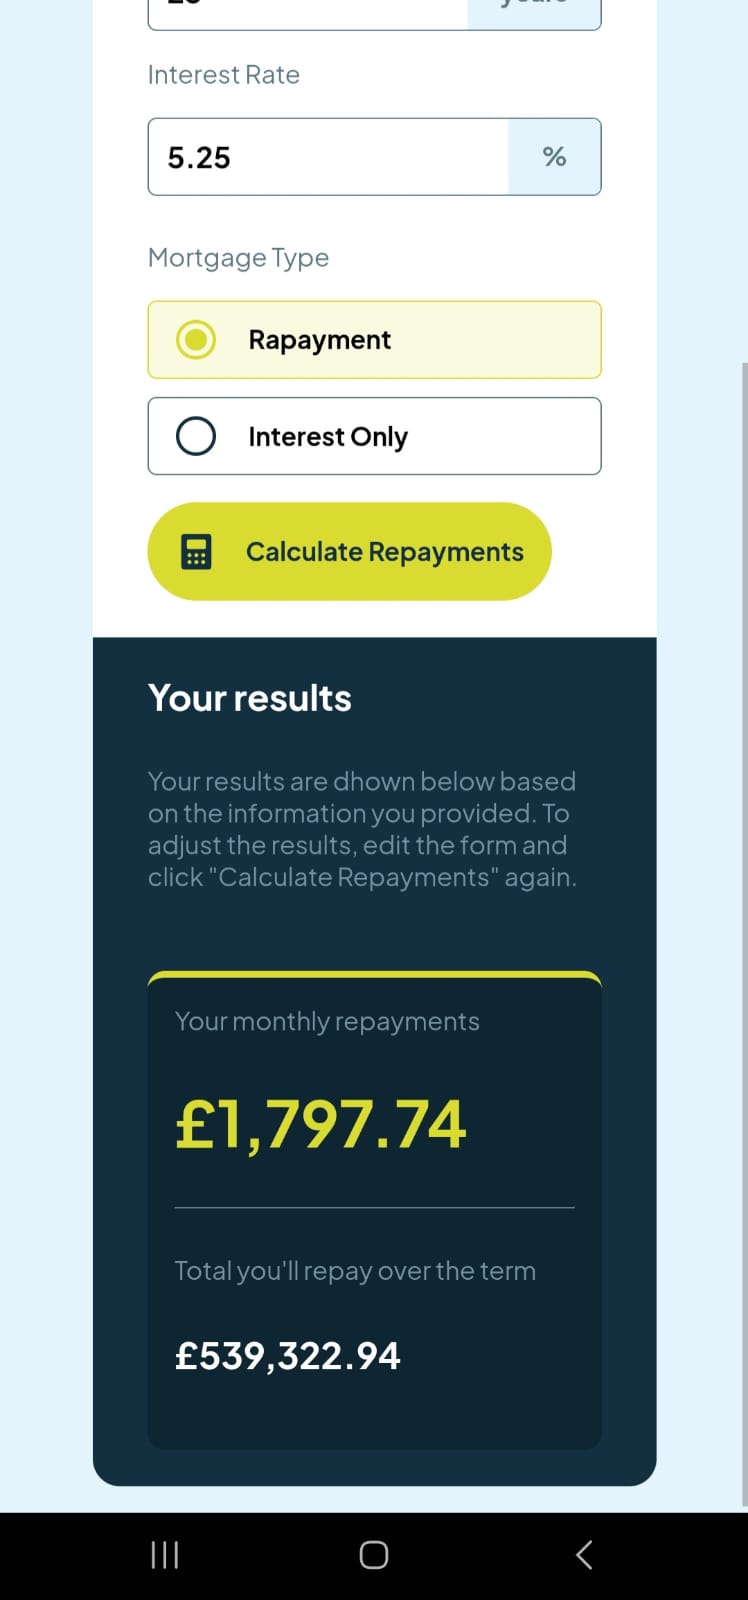 Interest Rate
5.25 %
Mortgage Type
Rapayment
Interest Only
Calculate Repayments
Your results
Your results are dhown below based
on the information you provided. To
adjust the results, edit the form and
click "Calculate Repayments" again.
Your monthly repayments
£1,797.74
Total you'll repay over the term
£539,322.94